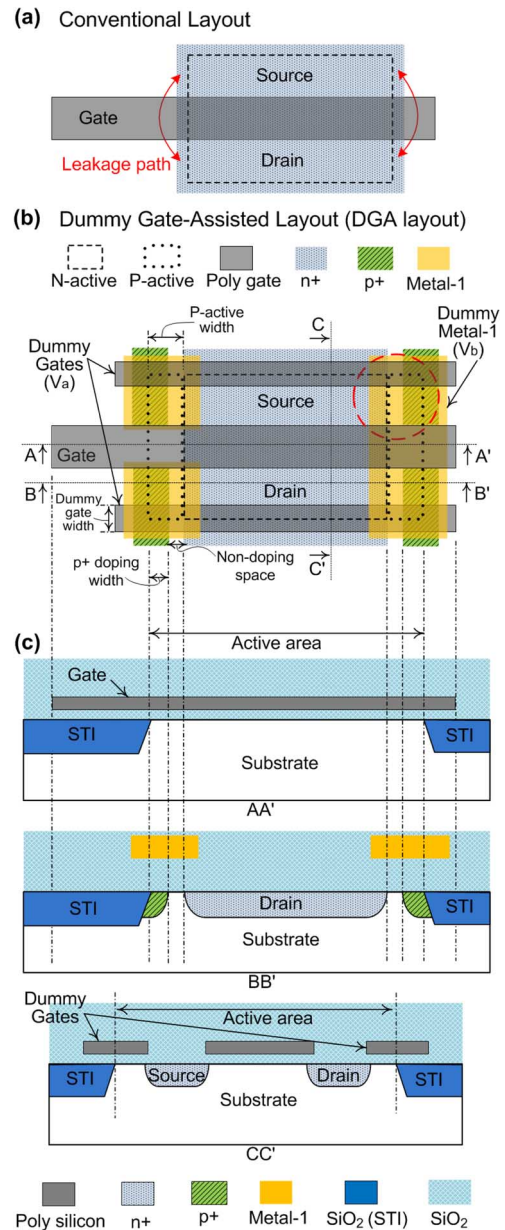 (a) Conventional Layout
Source
Gate
Leakage path
Drain
(b) Dummy Gate-Assisted Layout (DGA layout)
N-active P-active Poly gate n+ p+ Metal-1
P-active
width
C
Dummy
Metal-1
(Vb)
Dummy
Gates
(Va)
Source
A Gate A'
B Drain B'
Dummy
gate
width
p+ doping
width
Non-doping
space
C'
(c)
Active area
Gate
STI STI
Substrate
AA'
STI Drain STI
Substrate
BB'
Dummy
Gates
Active area
STI Source Drain STI
Substrate
CC'
Poly silicon n+ p+ Metal-1 SiO2 (STI) SiO2